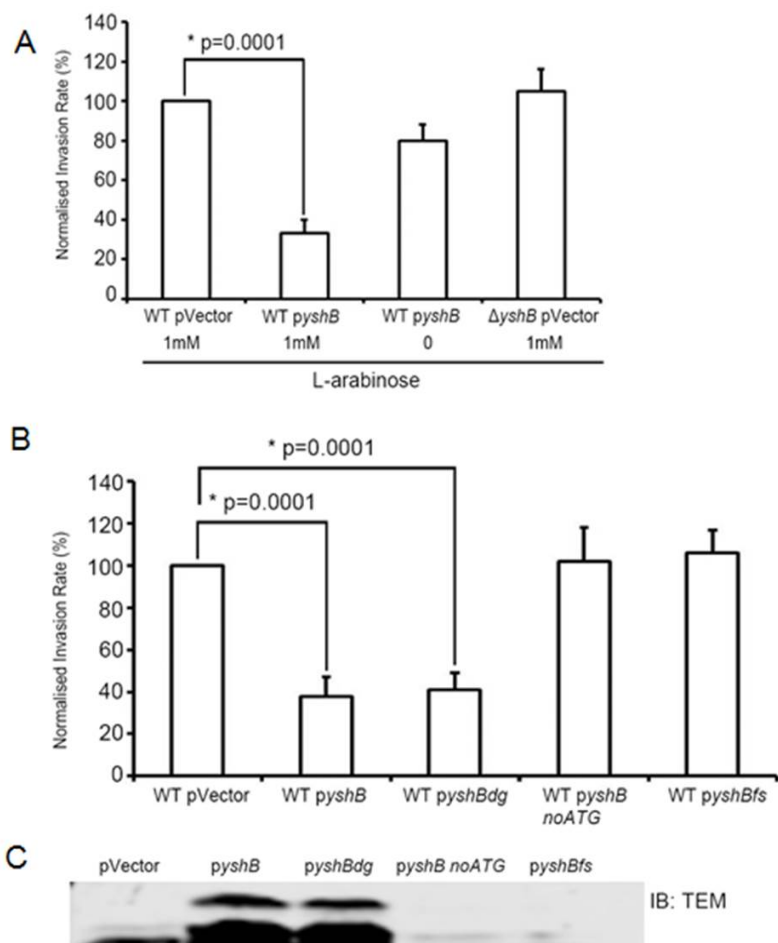 A
140
120
100
80
60
40
20
0
Normalised Invasion Rate (%)
* p=0.0001
WT pVector WT pyshB WT pyshB ΔyshB pVector
1mM 1mM 0 1mM
L-arabinose
B
* p=0.0001
* p=0.0001
140
120
100
80
60
40
20
0
Normalised Invasion Rate (%)
WT pVector WT pyshB WT pyshBdg WT pyshB WT pyshBfs
noATG
C
pVector pyshB pyshBdg pyshB noATG pyshBfs
IB: TEM